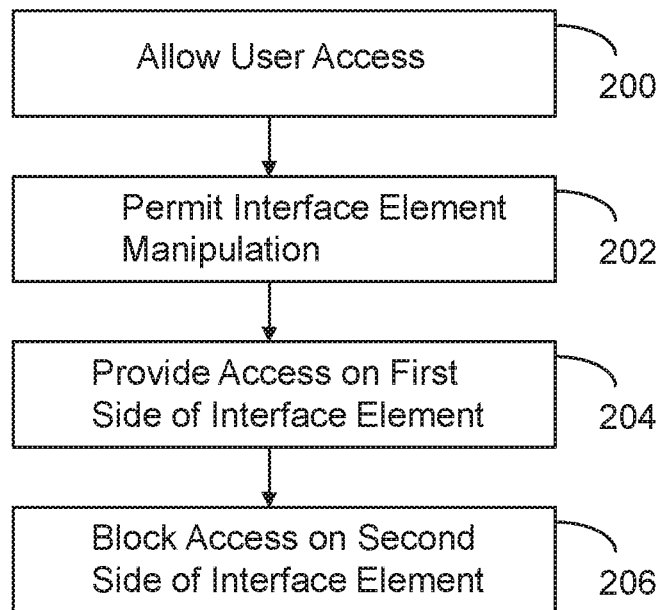 Allow User Access
200
Permit Interface Element
Manipulation
202
Provide Access on First
Side of Interface Element
204
Block Access on Second
Side of Interface Element
206